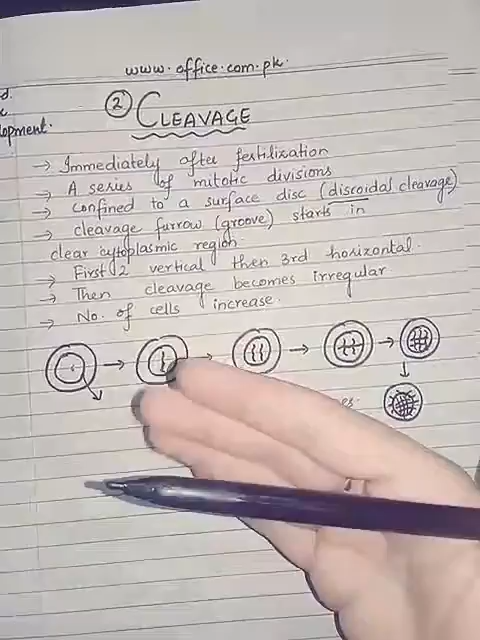 www.office.com.pk
d.
lopment.
② CLEAVAGE
→ Immediately after fertilization
→ A series of mitotic divisions
→ Confined to a surface disc (discoidal cleavage)
→ cleavage furrow (groove) starts in
clear cytoplasmic region.
→ First 2 vertical then 3rd horizontal.
→ Then cleavage becomes irregular
→ No. of cells increase.